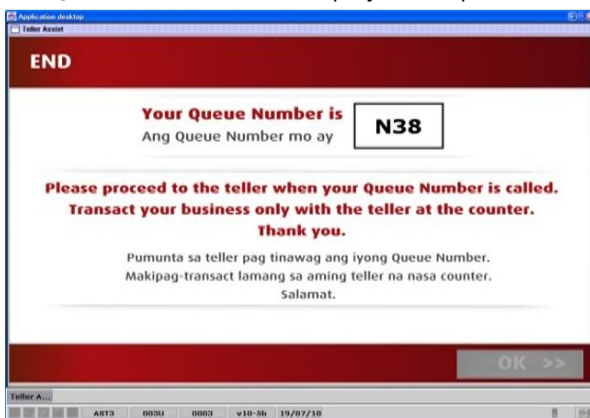 Application desktop
Teller Assist
END
Your Queue Number is
Ang Queue Number mo ay
N38
Please proceed to the teller when your Queue Number is called.
Transact your business only with the teller at the counter.
Thank you.
Pumunta sa teller pag tinawag ang iyong Queue Number.
Makipag-transact lamang sa aming teller na nasa counter.
Salamat.
OK >>
Teller A...
AST3 003U 0003 v10-3b 19/07/10